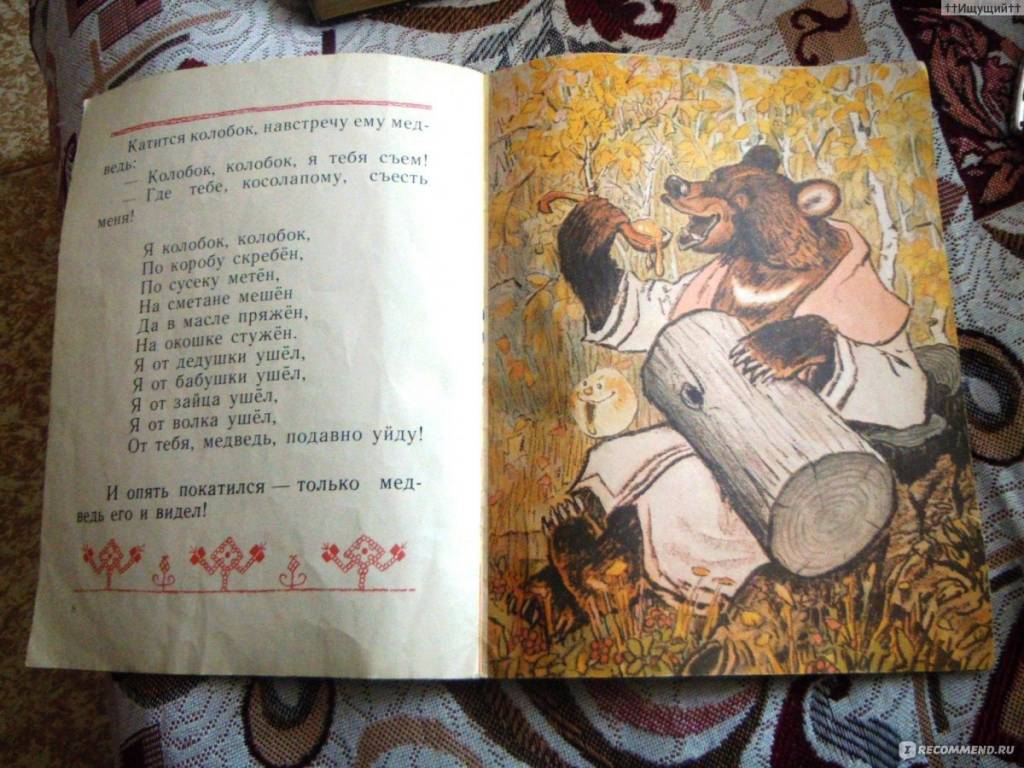 ††Ищущий††
Катится колобок, навстречу ему мед-
ведь:
— Колобок, колобок, я тебя съем!
— Где тебе, косолапому, съесть
меня!
Я колобок, колобок,
По коробу скребён,
По сусеку метён,
На сметане мешён
Да в масле пряжён,
На окошке стужён.
Я от дедушки ушёл,
Я от бабушки ушёл,
Я от зайца ушёл,
Я от волка ушёл,
От тебя, медведь, подавно уйду!
И опять покатился — только мед-
ведь его и видел!
8
RECOMMEND.RU